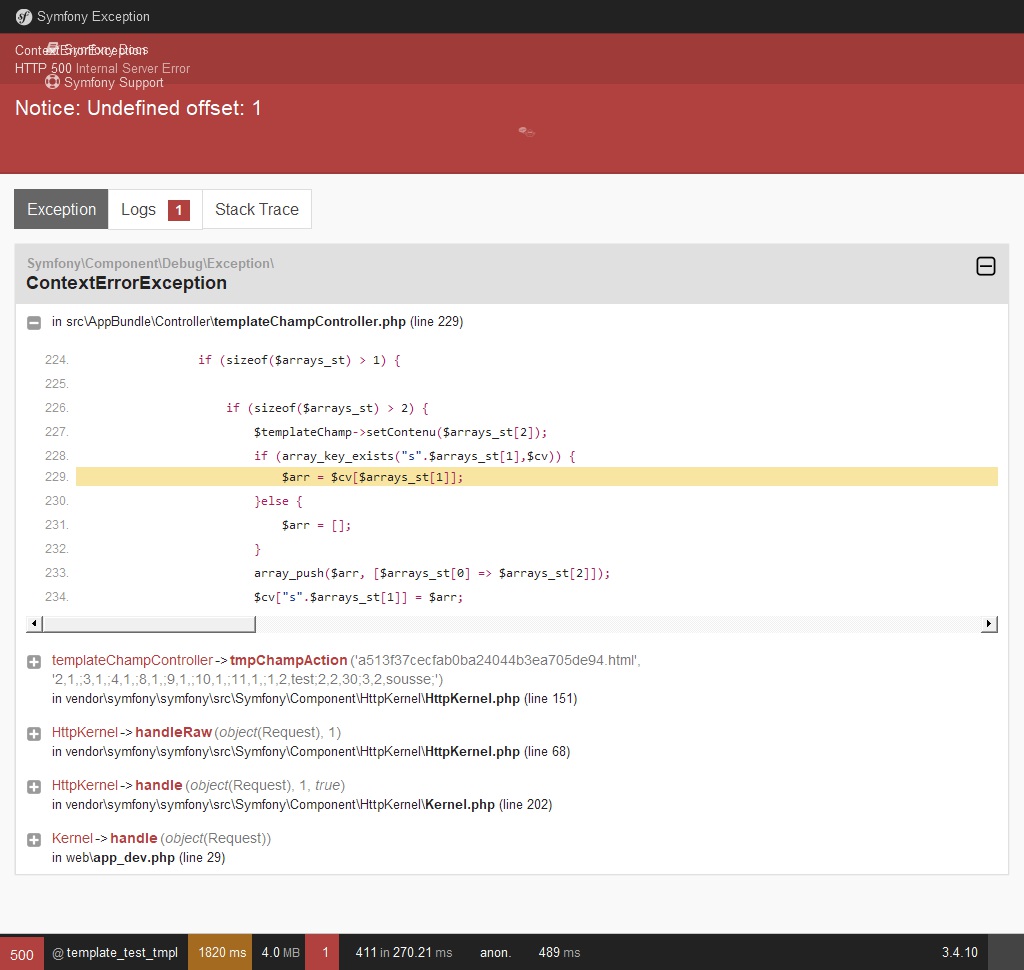 Symfony Exception
ContextErrorException
Symfony Docs
HTTP 500 Internal Server Error
Symfony Support
Notice: Undefined offset: 1
Exception
Logs 1
Stack Trace
Symfony\Component\Debug\Exception\
ContextErrorException
in src\AppBundle\Controller\templateChampController.php (line 229)
224. if (sizeof($arrays_st) > 1) {
225.
226. if (sizeof($arrays_st) > 2) {
227. $templateChamp->setContenu($arrays_st[2]);
228. if (array_key_exists("s".$arrays_st[1],$cv)) {
229. $arr = $cv[$arrays_st[1]];
230. }else {
231. $arr = [];
232. }
233. array_push($arr, [$arrays_st[0] => $arrays_st[2]]);
234. $cv["s".$arrays_st[1]] = $arr;
templateChampController->tmpChampAction('a513f37cecfab0ba24044b3ea705de94.html',
'2,1,;3,1,;4,1,;8,1,;9,1,;10,1,;11,1,;1,2,test;2,2,30;3,2,sousse;')
in vendor\symfony\symfony\src\Symfony\Component\HttpKernel\HttpKernel.php (line 151)
HttpKernel->handleRaw(object(Request), 1)
in vendor\symfony\symfony\src\Symfony\Component\HttpKernel\HttpKernel.php (line 68)
HttpKernel->handle(object(Request), 1, true)
in vendor\symfony\symfony\src\Symfony\Component\HttpKernel\Kernel.php (line 202)
Kernel->handle(object(Request))
in web\app_dev.php (line 29)
500 @ template_test_tmpl 1820 ms 4.0 MB 1 411 in 270.21 ms anon. 489 ms 3.4.10